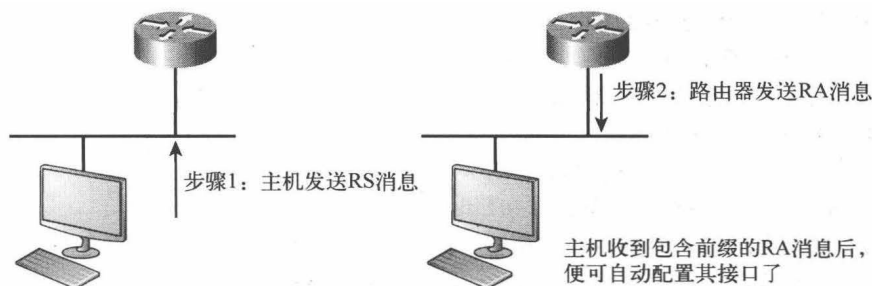 步骤1：主机发送RS消息
步骤2：路由器发送RA消息
主机收到包含前缀的RA消息后，
便可自动配置其接口了